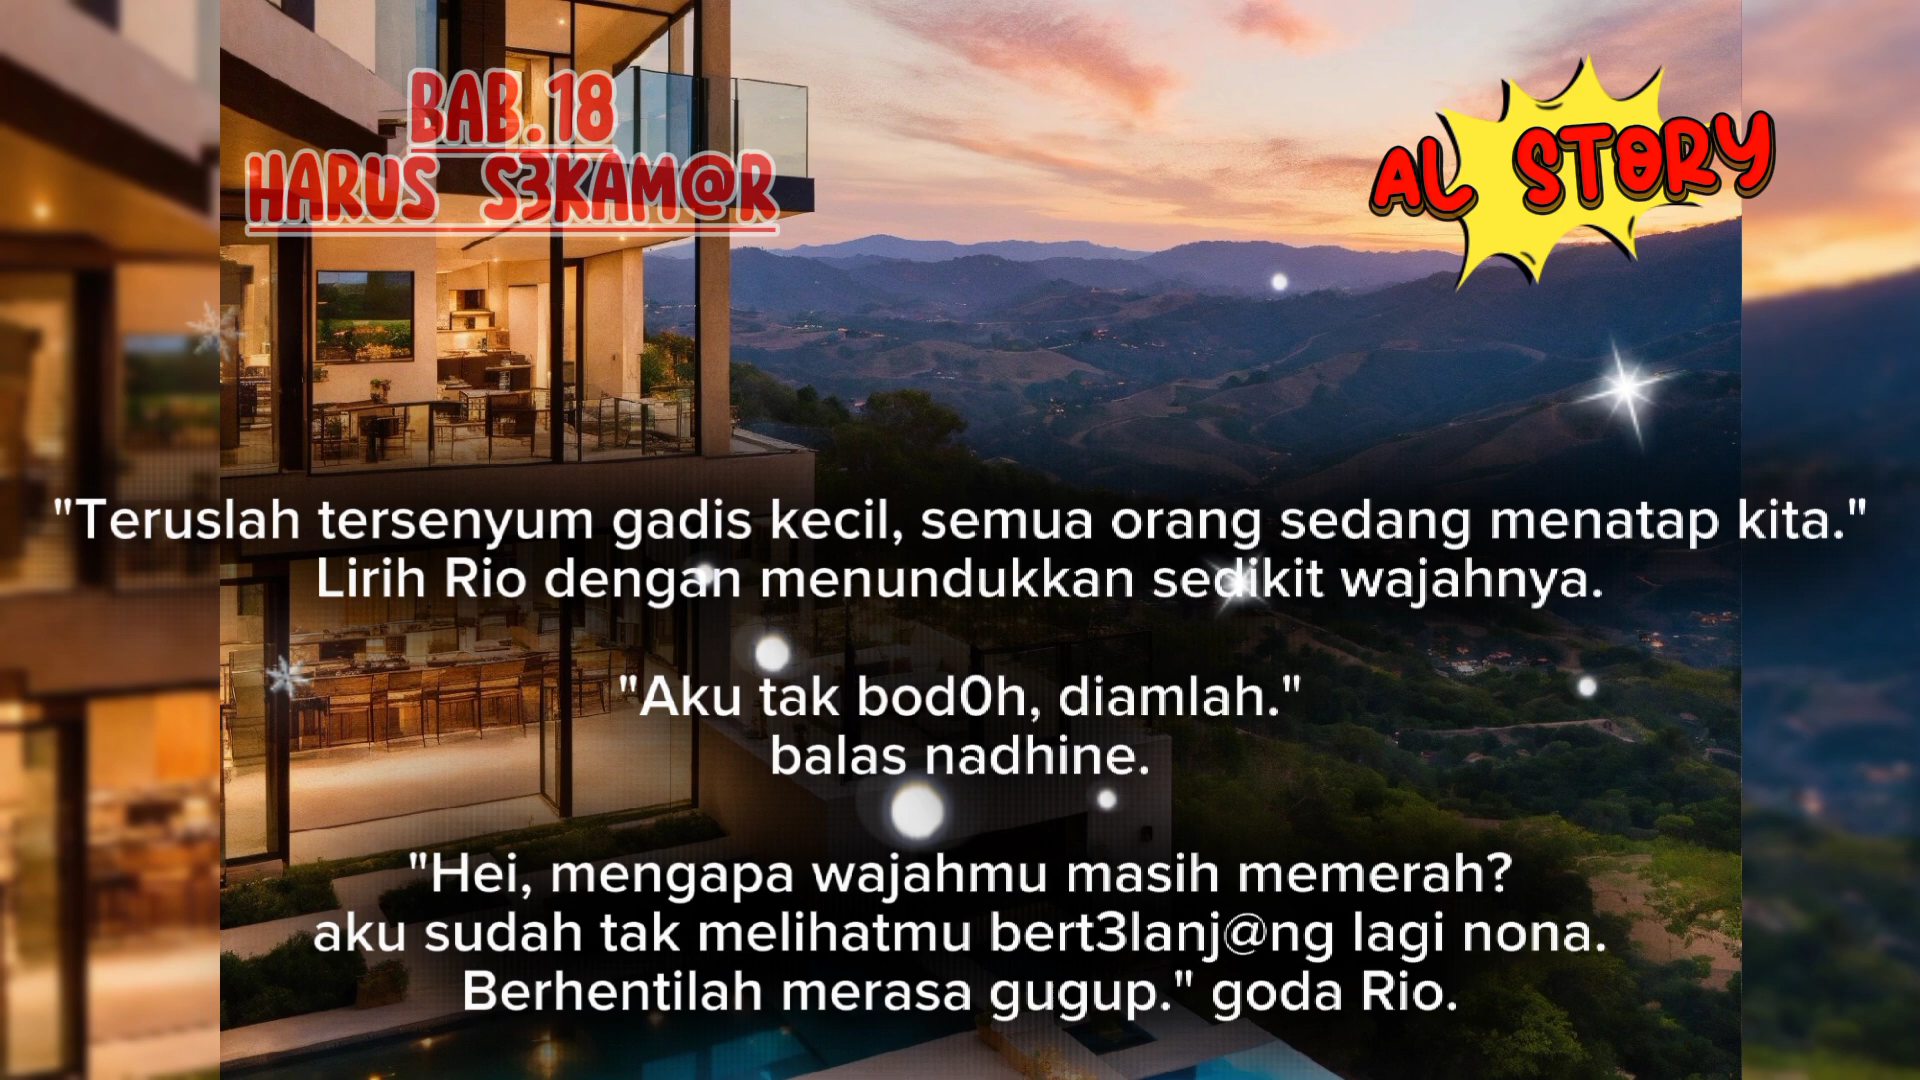 BAB.18
HARUS S3KAM@R
AL STORY
"Teruslah tersenyum gadis kecil, semua orang sedang menatap kita."
Lirih Rio dengan menundukkan sedikit wajahnya.
"Aku tak bod0h, diamlah."
balas nadhine.
"Hei, mengapa wajahmu masih memerah?
aku sudah tak melihatmu bert3lanj@ng lagi nona.
Berhentilah merasa gugup." goda Rio.